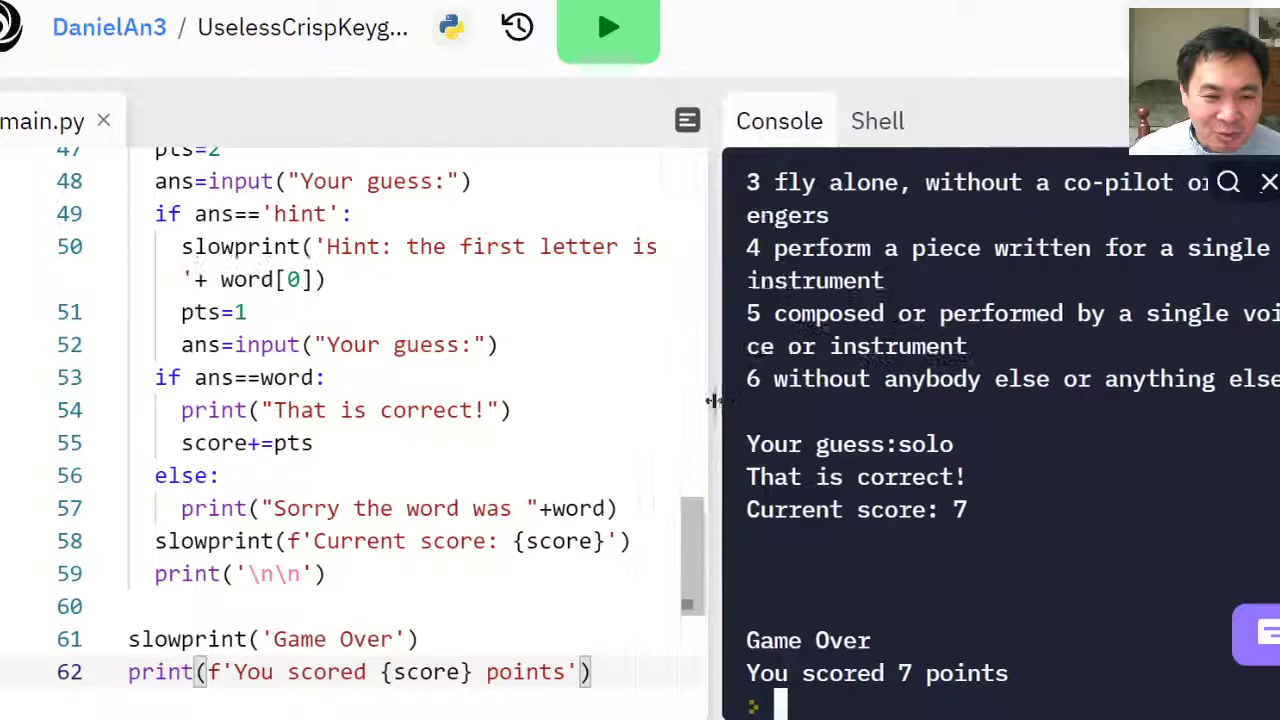 DanielAn3 / UselessCrispKeyg...
main.py
Console Shell
47 pts=2
48 ans=input("Your guess:")
49 if ans=='hint':
50 slowprint('Hint: the first letter is
'+ word[0])
51 pts=1
52 ans=input("Your guess:")
53 if ans==word:
54 print("That is correct!")
55 score+=pts
56 else:
57 print("Sorry the word was "+word)
58 slowprint(f'Current score: {score}')
59 print('\n\n')
60
61 slowprint('Game Over')
62 print(f'You scored {score} points')
3 fly alone, without a co-pilot or
engers
4 perform a piece written for a single
instrument
5 composed or performed by a single voi
ce or instrument
6 without anybody else or anything else
Your guess:solo
That is correct!
Current score: 7
Game Over
You scored 7 points